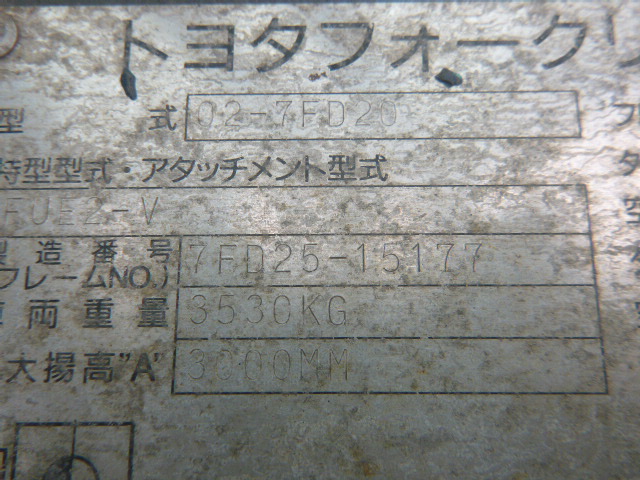 トヨタフォークリ
型 式 02-7FD20
特型型式・アタッチメント型式
FUE2-V
製造番号 7FD25-15177
(フレームNO.)
車両重量 3530KG
大揚高"A" 3000MM